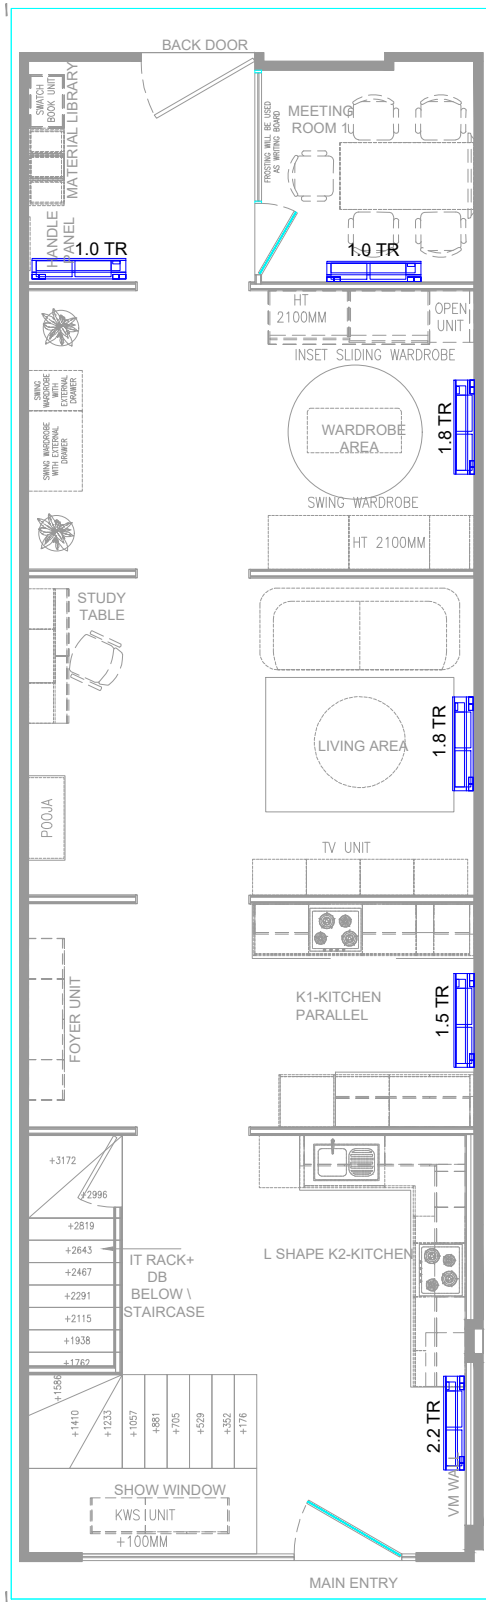 BACK DOOR
SWATCH
BOOK UNIT
MATERIAL LIBRARY
HANDLE
PANEL
1.0 TR
FROSTING WILL BE USED
AS WRITING BOARD
MEETING
ROOM 1
1.0 TR
HT
2100MM
OPEN
UNIT
INSET SLIDING WARDROBE
SWING
WARDROBE
WITH
EXTERNAL
DRAWER
SWING WARDROBE
WITH EXTERNAL
DRAWER
WARDROBE
AREA
1.8 TR
SWING WARDROBE
HT 2100MM
STUDY
TABLE
LIVING AREA
1.8 TR
POOJA
TV UNIT
FOYER UNIT
K1-KITCHEN
PARALLEL
1.5 TR
+3172
+2996
+2819
+2643
+2467
+2291
+2115
+1938
+1762
IT RACK+
DB
BELOW \
STAIRCASE
L SHAPE K2-KITCHEN
+1586
+1410
+1233
+1057
+881
+705
+529
+352
+176
2.2 TR
VM WALL
SHOW WINDOW
KWS UNIT
+100MM
MAIN ENTRY